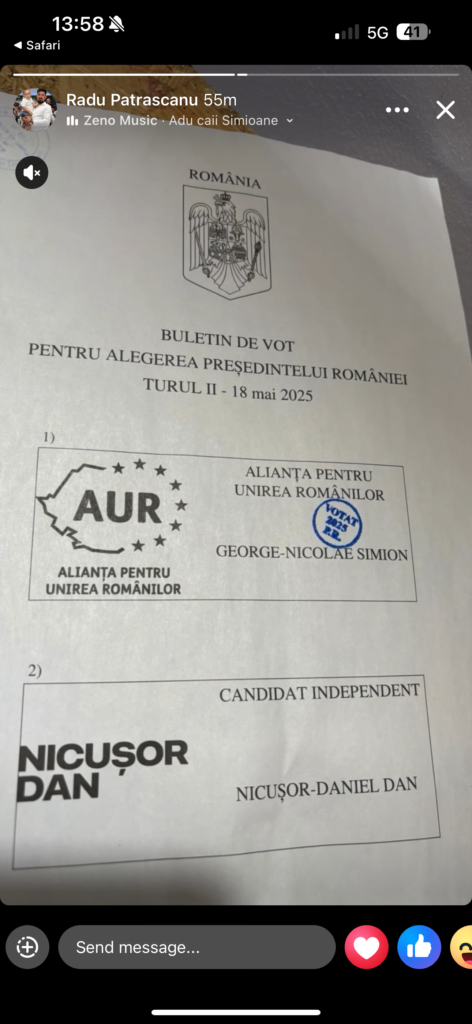 13:58
5G
41
Safari
Radu Patrascanu 55m
Zeno Music · Adu caii Simioane
ROMÂNIA
BULETIN DE VOT
PENTRU ALEGEREA PREȘEDINTELUI ROMÂNIEI
TURUL II - 18 mai 2025
1)
AUR
ALIANȚA PENTRU
UNIREA ROMÂNILOR
ALIANȚA PENTRU
UNIREA ROMÂNILOR
VOTAT
2025
P.R.
GEORGE-NICOLAE SIMION
2)
NICUȘOR
DAN
CANDIDAT INDEPENDENT
NICUȘOR-DANIEL DAN
Send message...